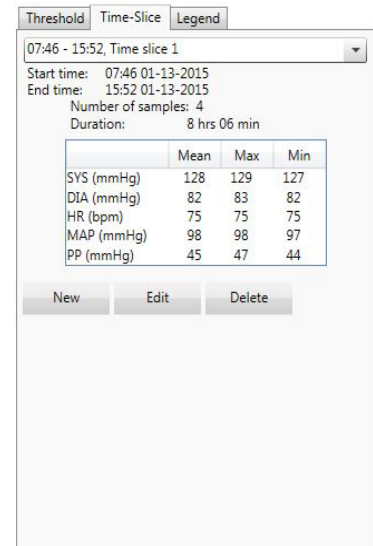 Threshold Time-Slice Legend
07:46 - 15:52, Time slice 1
Start time: 07:46 01-13-2015
End time: 15:52 01-13-2015
Number of samples: 4
Duration: 8 hrs 06 min
Mean Max Min
SYS (mmHg) 128 129 127
DIA (mmHg) 82 83 82
HR (bpm) 75 75 75
MAP (mmHg) 98 98 97
PP (mmHg) 45 47 44
New Edit Delete